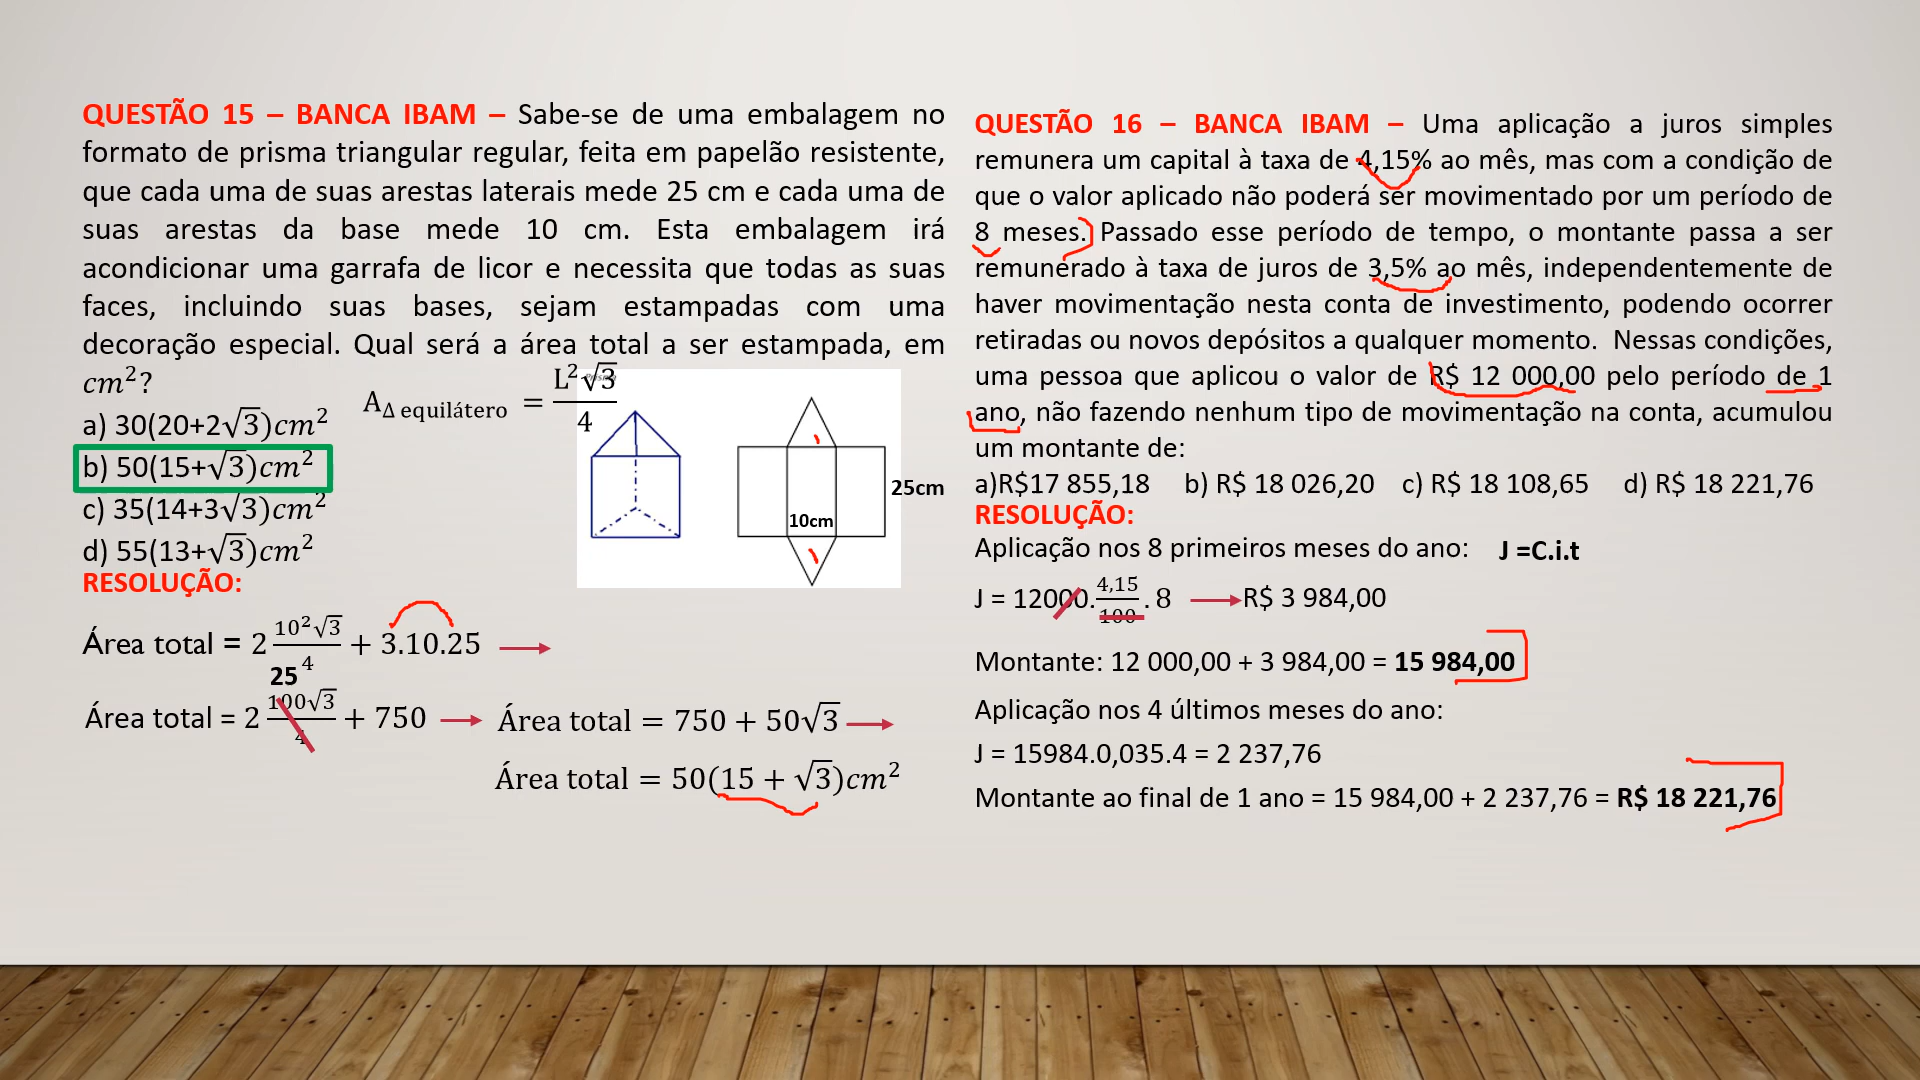 QUESTÃO 15 – BANCA IBAM – Sabe-se de uma embalagem no
formato de prisma triangular regular, feita em papelão resistente,
que cada uma de suas arestas laterais mede 25 cm e cada uma de
suas arestas da base mede 10 cm. Esta embalagem irá
acondicionar uma garrafa de licor e necessita que todas as suas
faces, incluindo suas bases, sejam estampadas com uma
decoração especial. Qual será a área total a ser estampada, em
cm²?
a) 30(20+2√3)cm²
b) 50(15+√3)cm²
c) 35(14+3√3)cm²
d) 55(13+√3)cm²
A∆ equilátero = L²√3/4
10cm
25cm
RESOLUÇÃO:
Área total = 2 10²√3/4 + 3.10.25
25
Área total = 2 100√3/4 + 750
Área total = 750 + 50√3
Área total = 50(15 + √3)cm²
QUESTÃO 16 – BANCA IBAM – Uma aplicação a juros simples
remunera um capital à taxa de 4,15% ao mês, mas com a condição de
que o valor aplicado não poderá ser movimentado por um período de
8 meses. Passado esse período de tempo, o montante passa a ser
remunerado à taxa de juros de 3,5% ao mês, independentemente de
haver movimentação nesta conta de investimento, podendo ocorrer
retiradas ou novos depósitos a qualquer momento. Nessas condições,
uma pessoa que aplicou o valor de R$ 12 000,00 pelo período de 1
ano, não fazendo nenhum tipo de movimentação na conta, acumulou
um montante de:
a)R$17 855,18 b) R$ 18 026,20 c) R$ 18 108,65 d) R$ 18 221,76
RESOLUÇÃO:
Aplicação nos 8 primeiros meses do ano: J =C.i.t
J = 12000.4,15/100.8 R$ 3 984,00
Montante: 12 000,00 + 3 984,00 = 15 984,00
Aplicação nos 4 últimos meses do ano:
J = 15984.0,035.4 = 2 237,76
Montante ao final de 1 ano = 15 984,00 + 2 237,76 = R$ 18 221,76